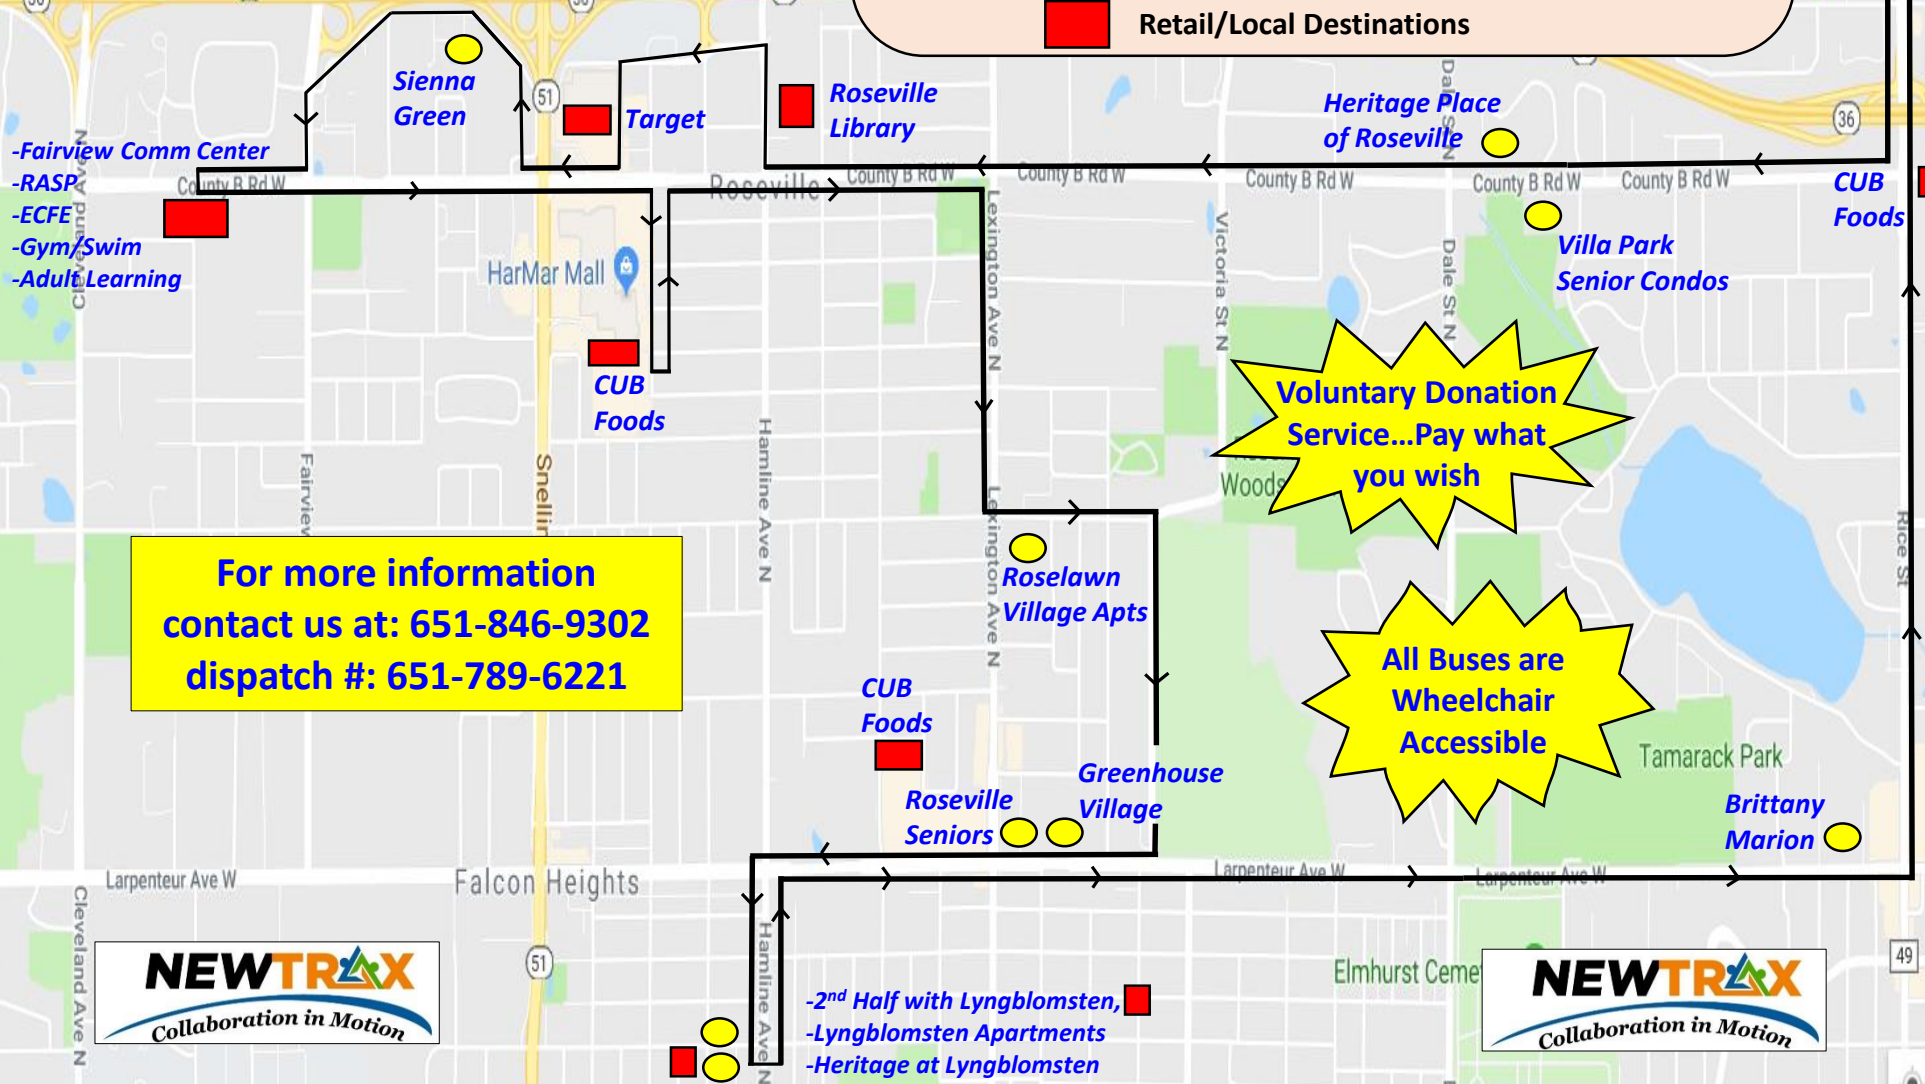 Retail/Local Destinations
Sienna
Green
51
Target
Roseville
Library
Heritage Place
of Roseville
Dale St N
36
-Fairview Comm Center
-RASP
-ECFE
-Gym/Swim
-Adult Learning
Cleveland Ave N
County B Rd W
Roseville
County B Rd W
County B Rd W
County B Rd W
County B Rd W
County B Rd W
CUB
Foods
Villa Park
Senior Condos
HarMar Mall
CUB
Foods
Lexington Ave N
Victoria St N
Dale St N
Voluntary Donation
Service...Pay what
you wish
Woods
Fairview
Snellin
Hamline Ave N
Lexington Ave N
Rice St
For more information
contact us at: 651-846-9302
dispatch #: 651-789-6221
Roselawn
Village Apts
All Buses are
Wheelchair
Accessible
CUB
Foods
Greenhouse
Village
Roseville
Seniors
Tamarack Park
Brittany
Marion
Larpenteur Ave W
Falcon Heights
Larpenteur Ave W
Larpenteur Ave W
Cleveland Ave N
51
Hamline Ave N
Elmhurst Cemet
49
NEWTRAX
Collaboration in Motion
-2nd Half with Lyngblomsten,
-Lyngblomsten Apartments
-Heritage at Lyngblomsten
NEWTRAX
Collaboration in Motion